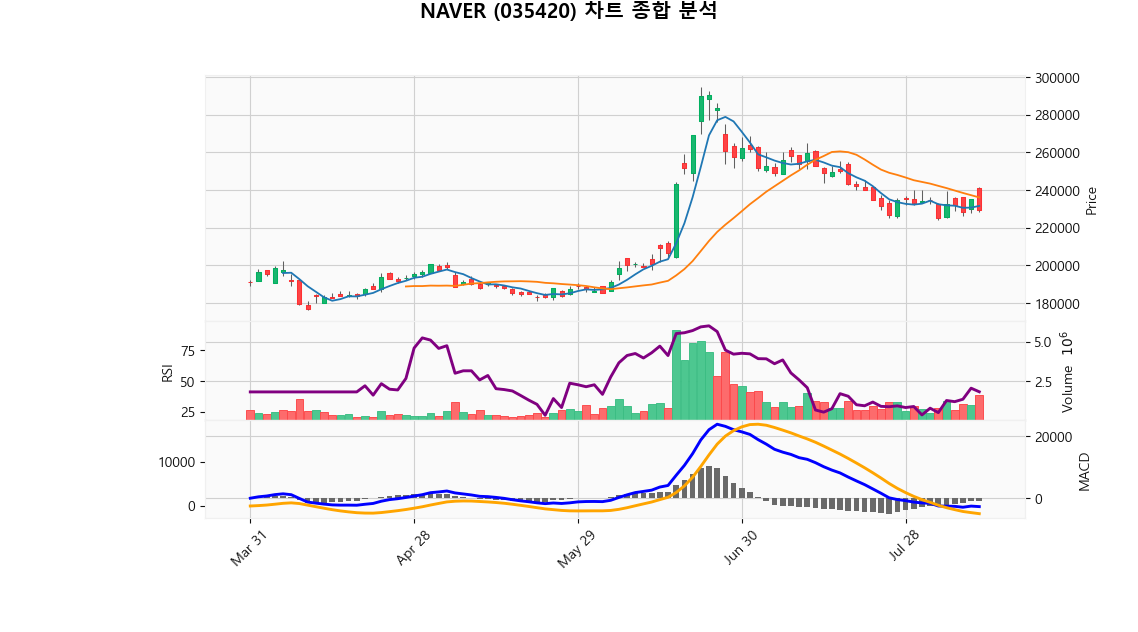 NAVER (035420) 차트 종합 분석
300000
280000
260000
240000
220000
200000
180000
Price
75
50
25
RSI
5.0
2.5
Volume 10^6
10000
0
20000
0
MACD
Mar 31
Apr 28
May 29
Jun 30
Jul 28